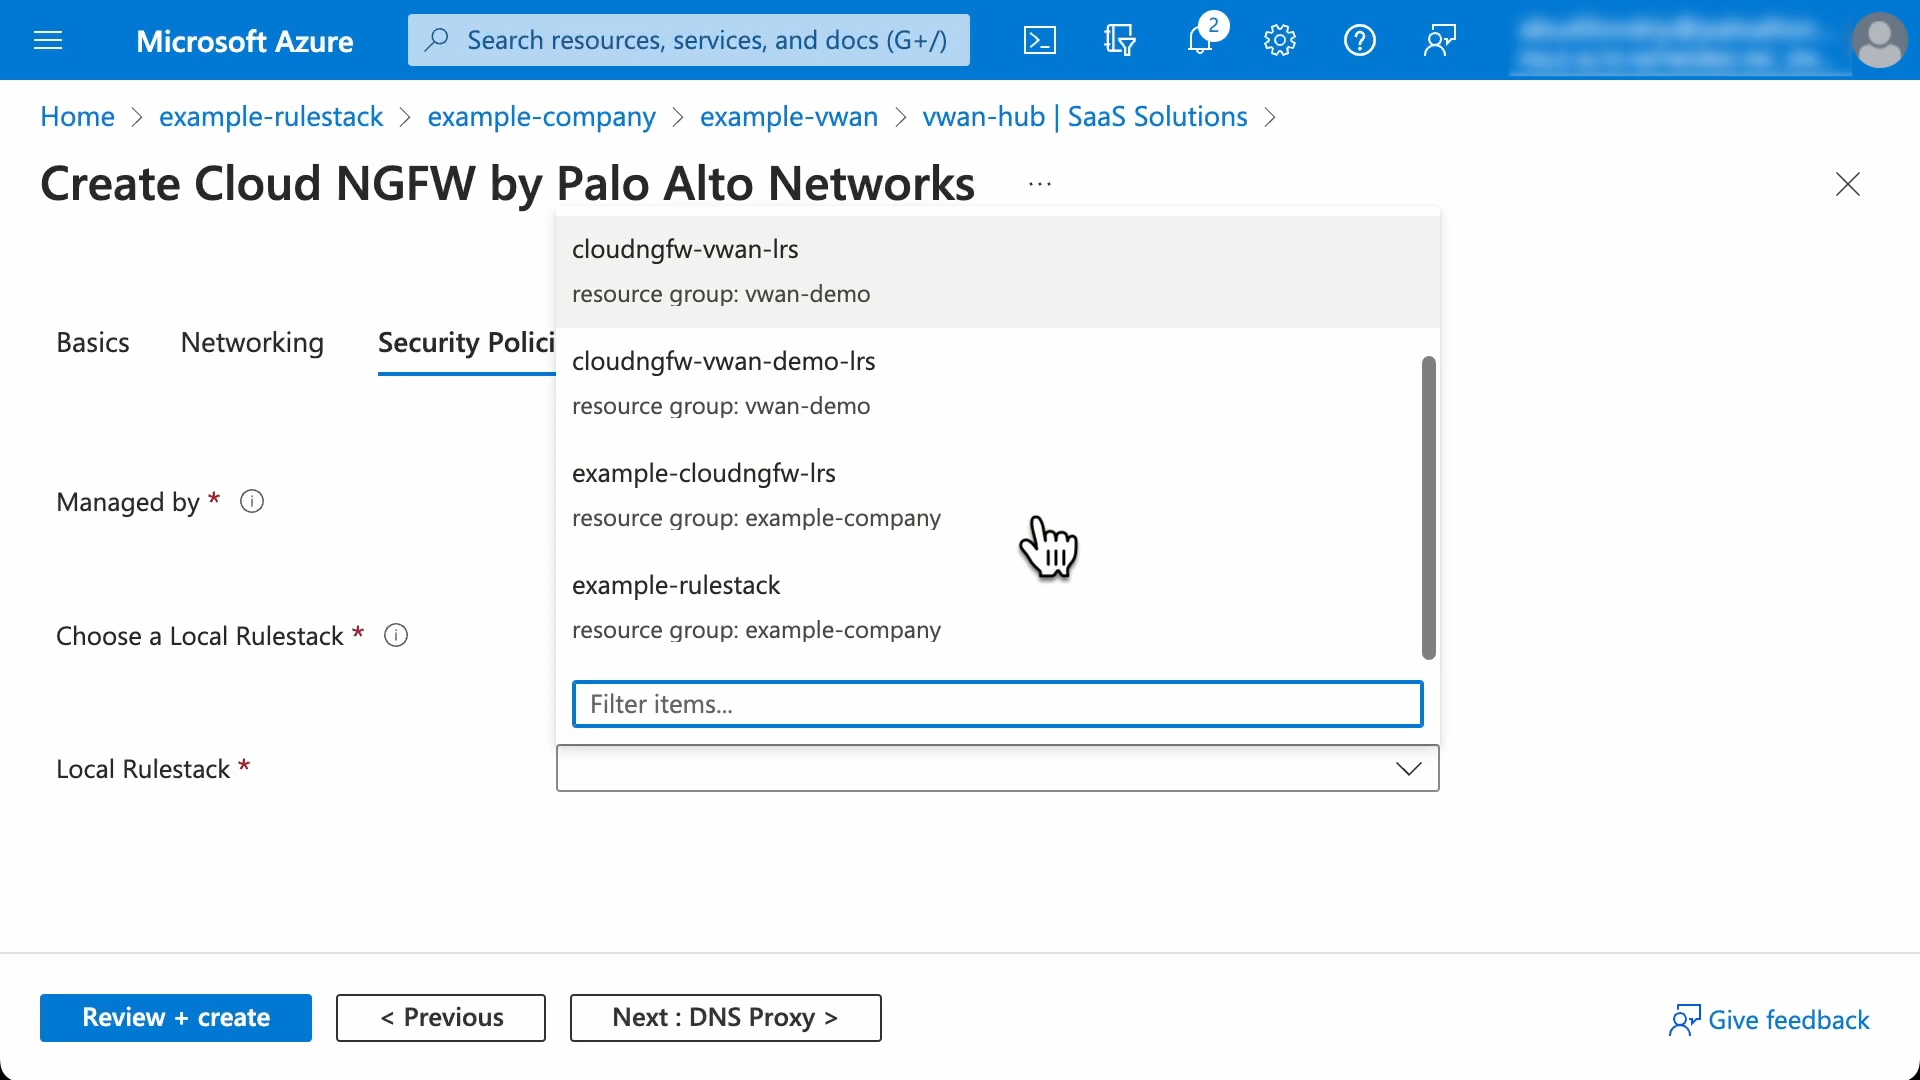 Microsoft Azure
Search resources, services, and docs (G+/)
2
Home > example-rulestack > example-company > example-vwan > vwan-hub | SaaS Solutions >
Create Cloud NGFW by Palo Alto Networks ...
cloudngfw-vwan-lrs
resource group: vwan-demo
Basics Networking Security Polici
cloudngfw-vwan-demo-lrs
resource group: vwan-demo
example-cloudngfw-lrs
Managed by *
resource group: example-company
example-rulestack
Choose a Local Rulestack *
resource group: example-company
Filter items...
Local Rulestack *
Review + create
< Previous
Next : DNS Proxy >
Give feedback